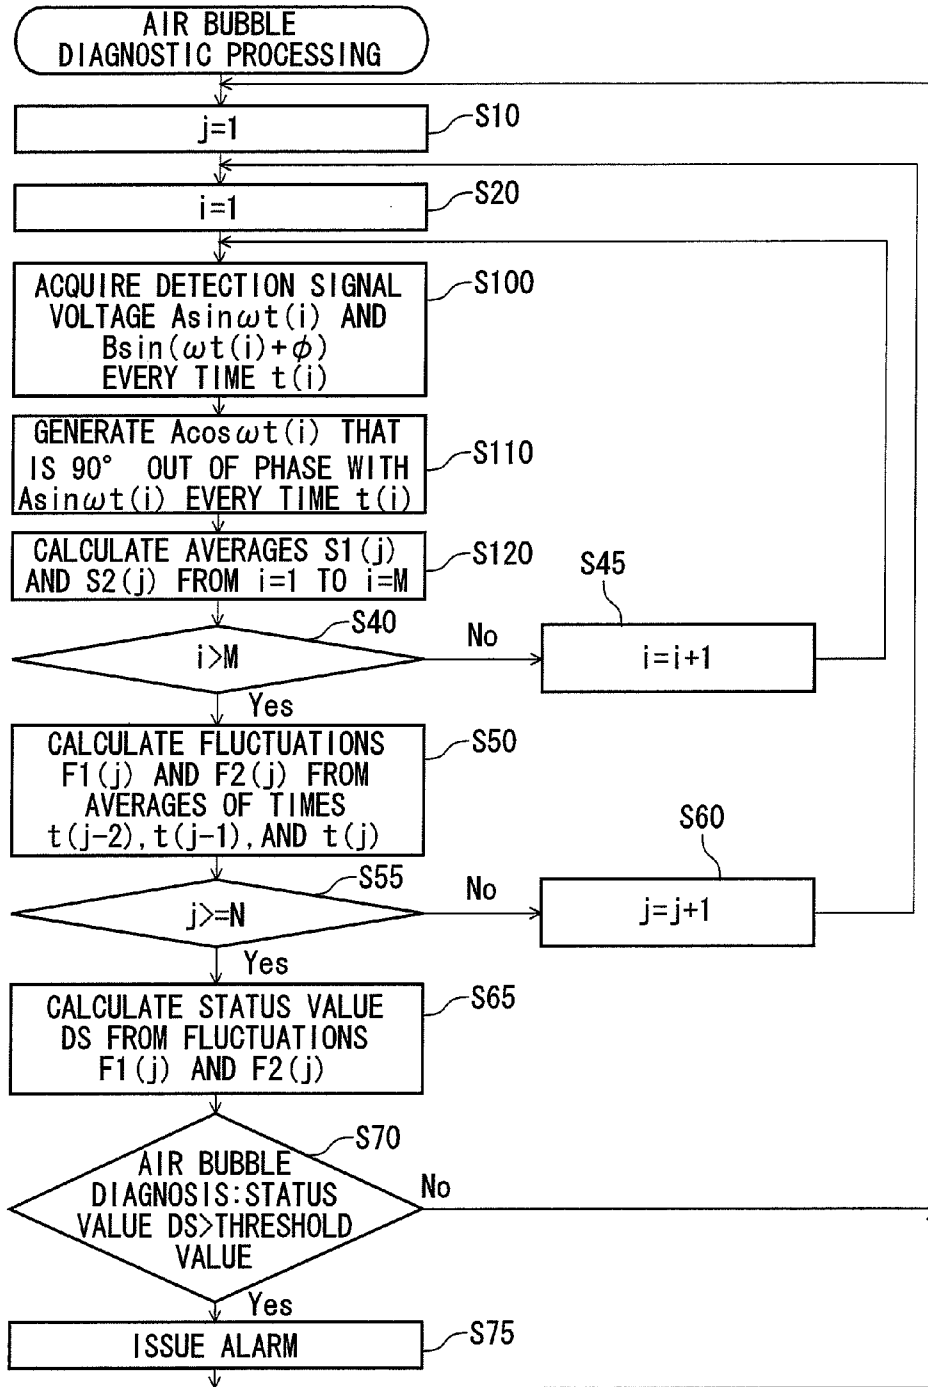 AIR BUBBLE
DIAGNOSTIC PROCESSING
j=1
S10
i=1
S20
ACQUIRE DETECTION SIGNAL
VOLTAGE Asinωt(i) AND
Bsin(ωt(i)+φ)
EVERY TIME t(i)
S100
GENERATE Acosωt(i) THAT
IS 90° OUT OF PHASE WITH
Asinωt(i) EVERY TIME t(i)
S110
CALCULATE AVERAGES S1(j)
AND S2(j) FROM i=1 TO i=M
S120
i>M
S40
No
S45
i=i+1
Yes
CALCULATE FLUCTUATIONS
F1(j) AND F2(j) FROM
AVERAGES OF TIMES
t(j-2),t(j-1),AND t(j)
S50
j>=N
S55
No
S60
j=j+1
Yes
CALCULATE STATUS VALUE
DS FROM FLUCTUATIONS
F1(j) AND F2(j)
S65
AIR BUBBLE
DIAGNOSIS:STATUS
VALUE DS>THRESHOLD
VALUE
S70
No
Yes
ISSUE ALARM
S75